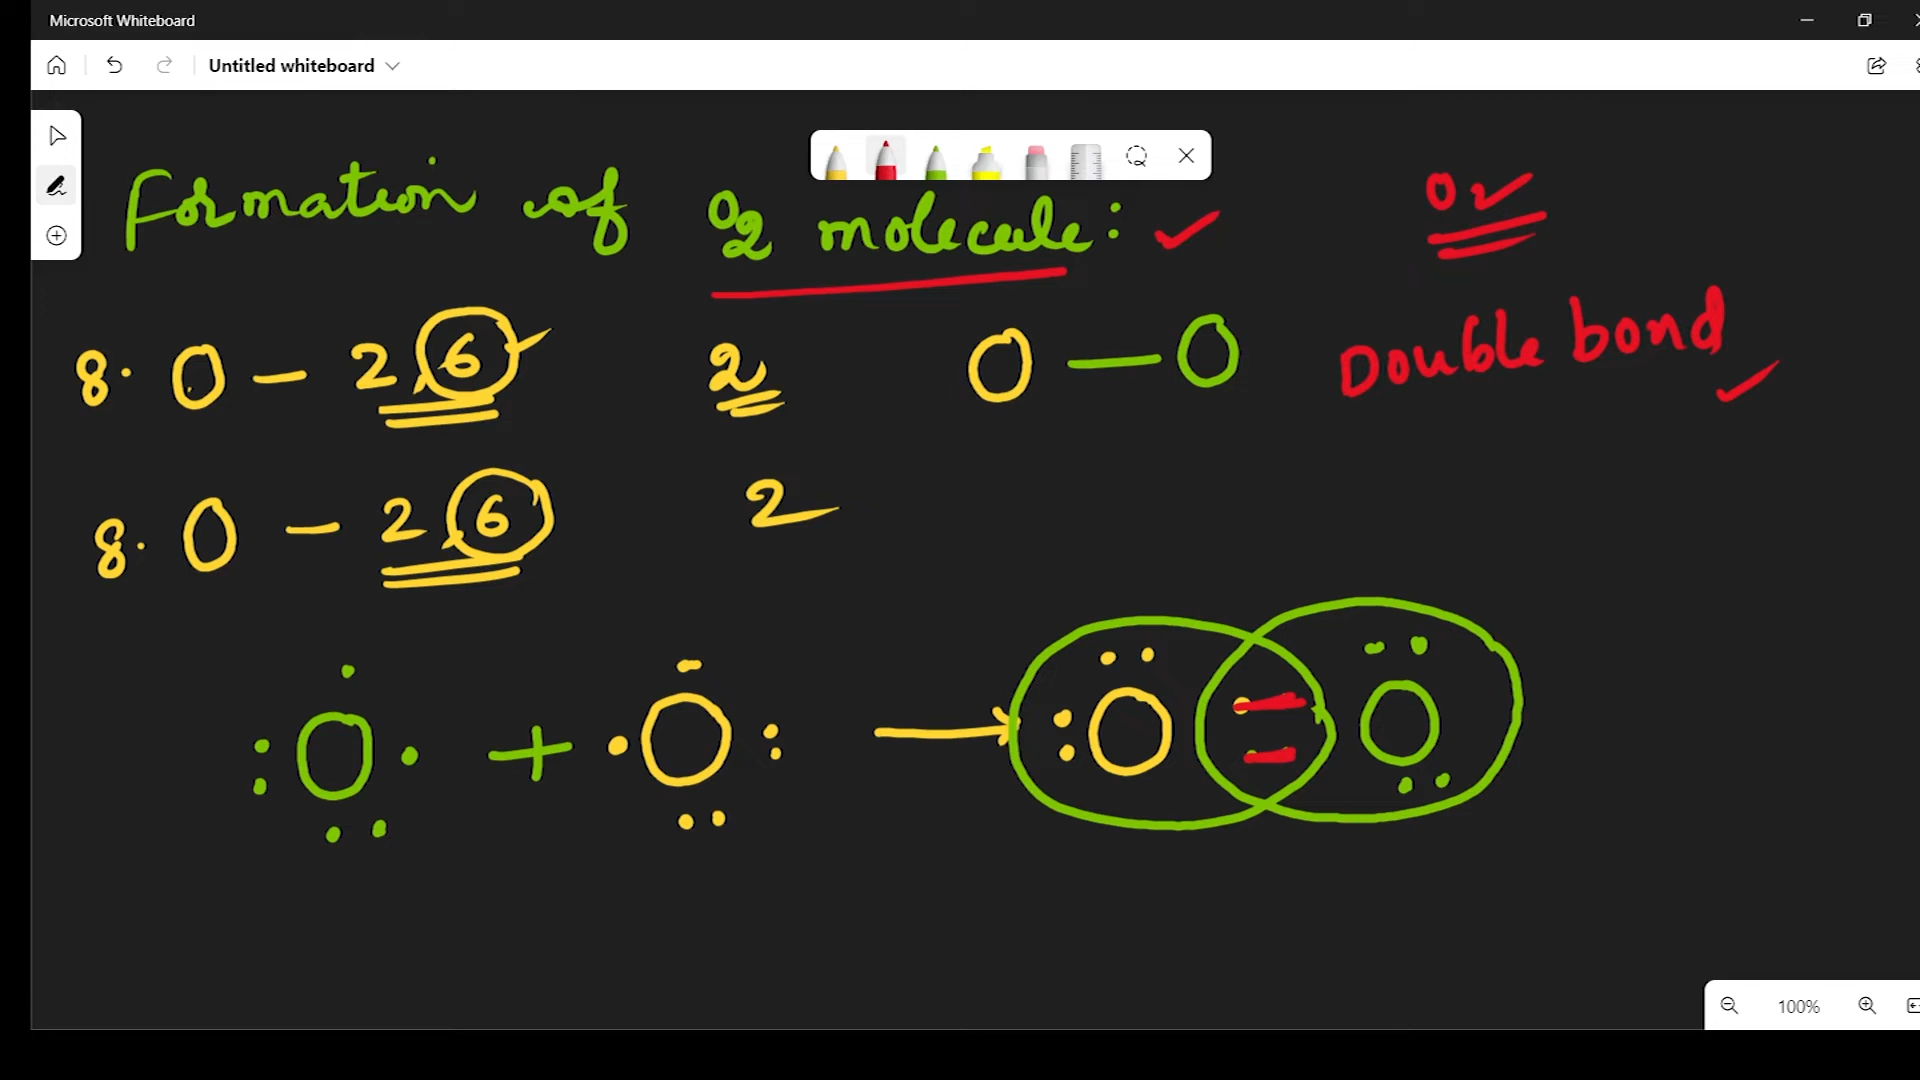 Microsoft Whiteboard
Untitled whiteboard
Formation of O2 molecule:
O2
8. O - 2,6 2 O - O Double bond
8. O - 2,6 2
O + O → O = O
100%